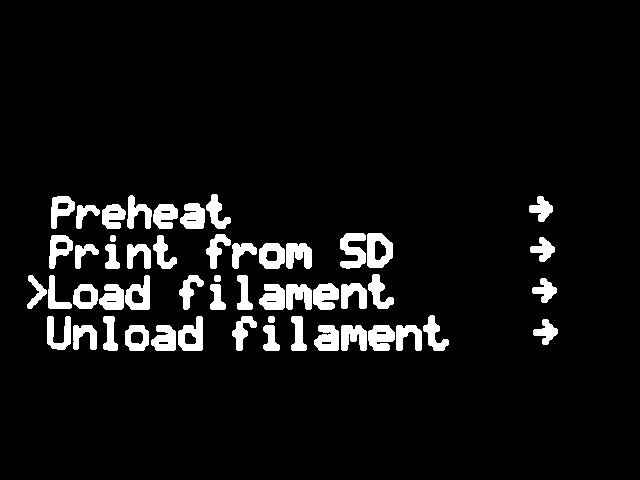 Preheat →
Print from SD →
>Load filament →
Unload filament →